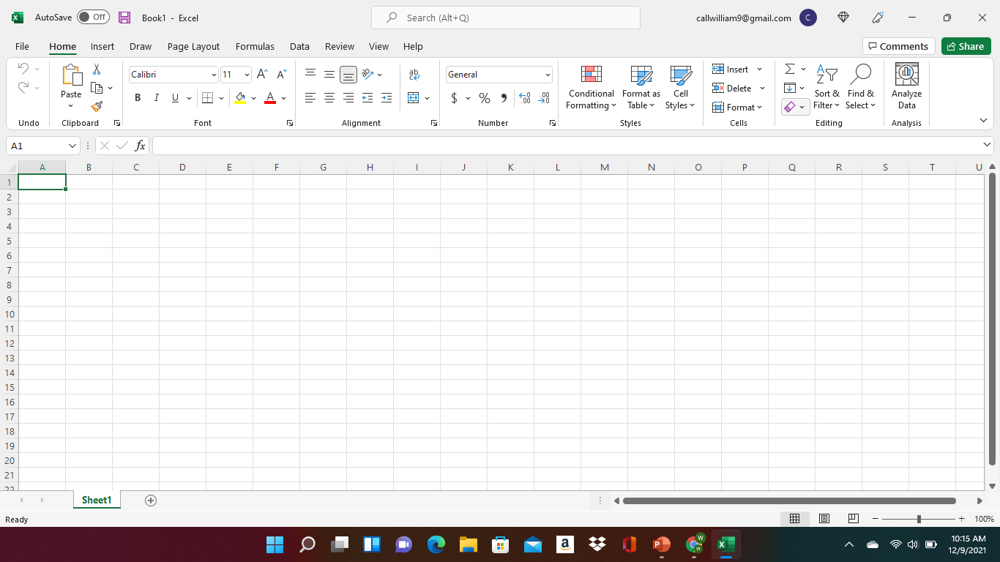 AutoSave Off Book1 - Excel Search (Alt+Q) callwilliam9@gmail.com C
File Home Insert Draw Page Layout Formulas Data Review View Help Comments Share
Calibri 11 ab General Insert
Paste B I U A $ % Conditional Formatting Format as Table Cell Styles Delete Sort & Filter Find & Select Analyze Data
Format
Undo Clipboard Font Alignment Number Styles Cells Editing Analysis
A1 fx
A B C D E F G H I J K L M N O P Q R S T U
1
2
3
4
5
6
7
8
9
10
11
12
13
14
15
16
17
18
19
20
21
22
Sheet1
Ready 100%
10:15 AM
12/9/2021